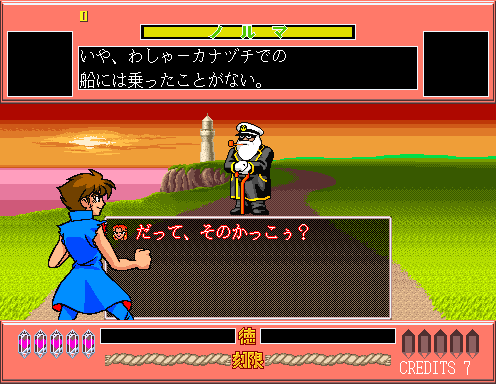 ノルマ
いや、わしゃーカナヅチでの
船には乗ったことがない。
だって、そのかっこぅ?
徳
刻限
CREDITS 7